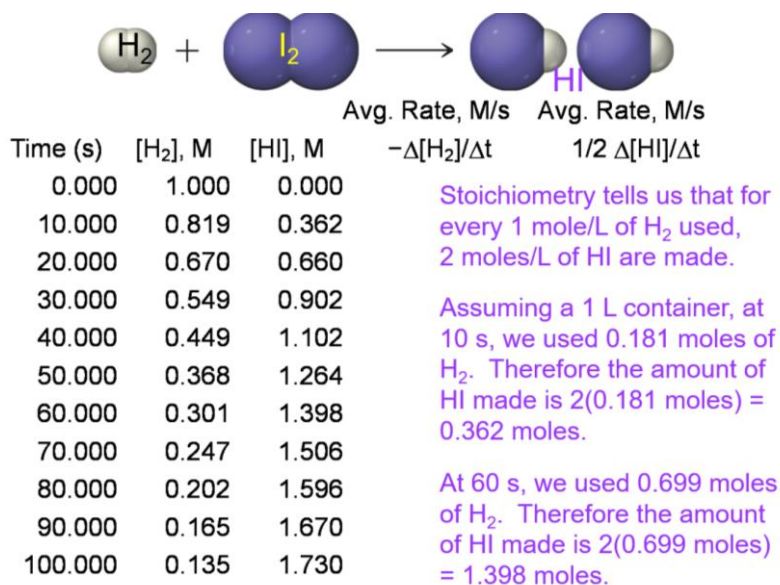 H2 + I2 → HI
Avg. Rate, M/s Avg. Rate, M/s
Time (s) [H2], M [HI], M −Δ[H2]/Δt 1/2 Δ[HI]/Δt
0.000 1.000 0.000
10.000 0.819 0.362
20.000 0.670 0.660
30.000 0.549 0.902
40.000 0.449 1.102
50.000 0.368 1.264
60.000 0.301 1.398
70.000 0.247 1.506
80.000 0.202 1.596
90.000 0.165 1.670
100.000 0.135 1.730
Stoichiometry tells us that for
every 1 mole/L of H2 used,
2 moles/L of HI are made.
Assuming a 1 L container, at
10 s, we used 0.181 moles of
H2. Therefore the amount of
HI made is 2(0.181 moles) =
0.362 moles.
At 60 s, we used 0.699 moles
of H2. Therefore the amount
of HI made is 2(0.699 moles)
= 1.398 moles.